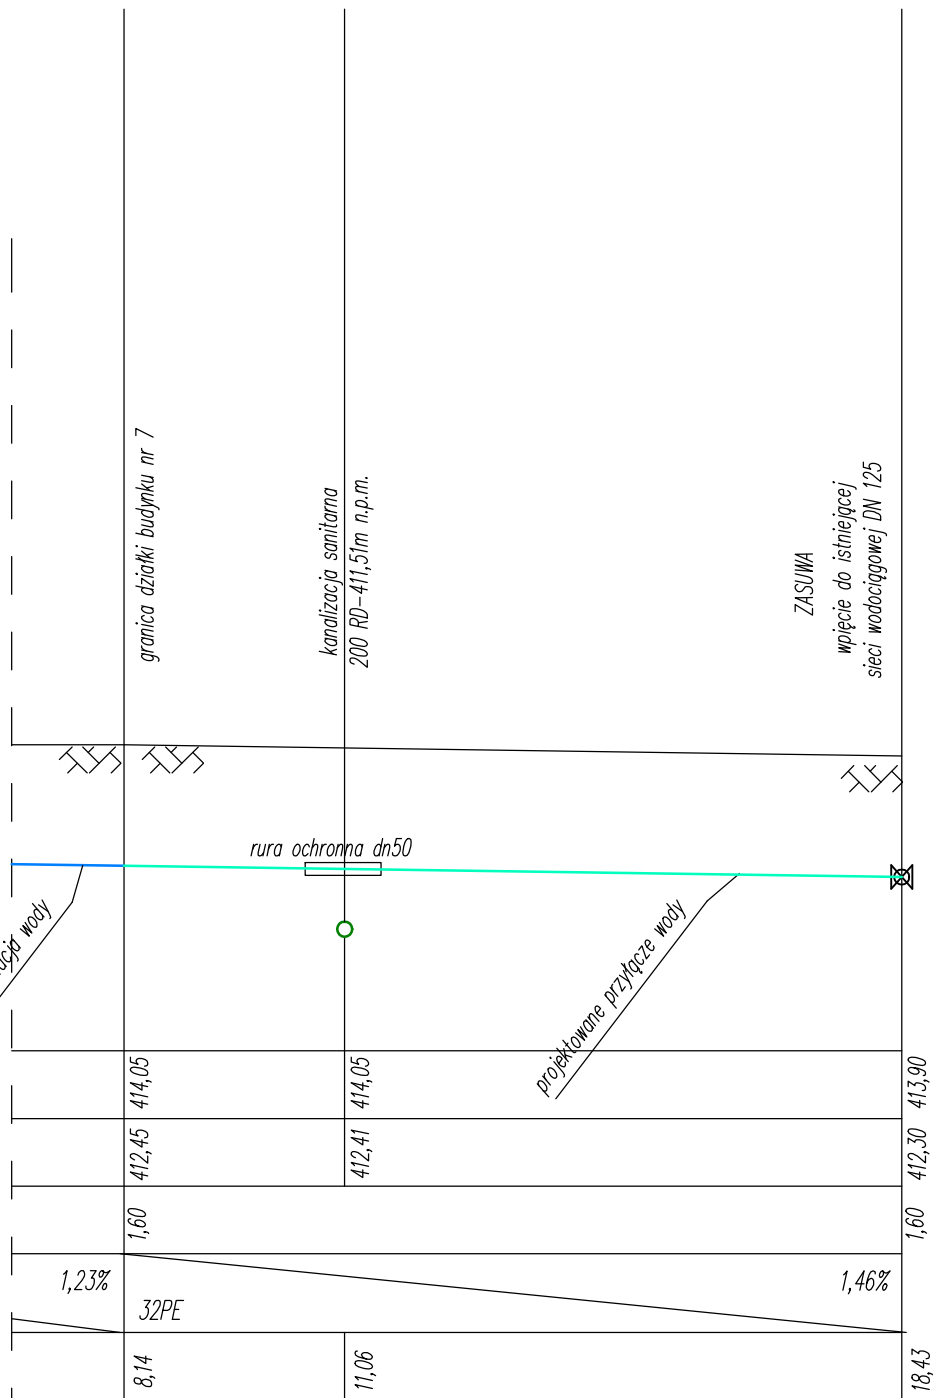 granica działki budynku nr 7
kanalizacja sanitarna
200 RD-411,51m n.p.m.
ZASUWA
wpięcie do istniejącej
sieci wodociągowej DN 125
rura ochronna dn50
wody
projektowane przyłącze wody
414,05
414,05
413,90
412,45
412,41
412,30
1,60
1,60
1,23%
1,46%
32PE
8,14
11,06
18,43